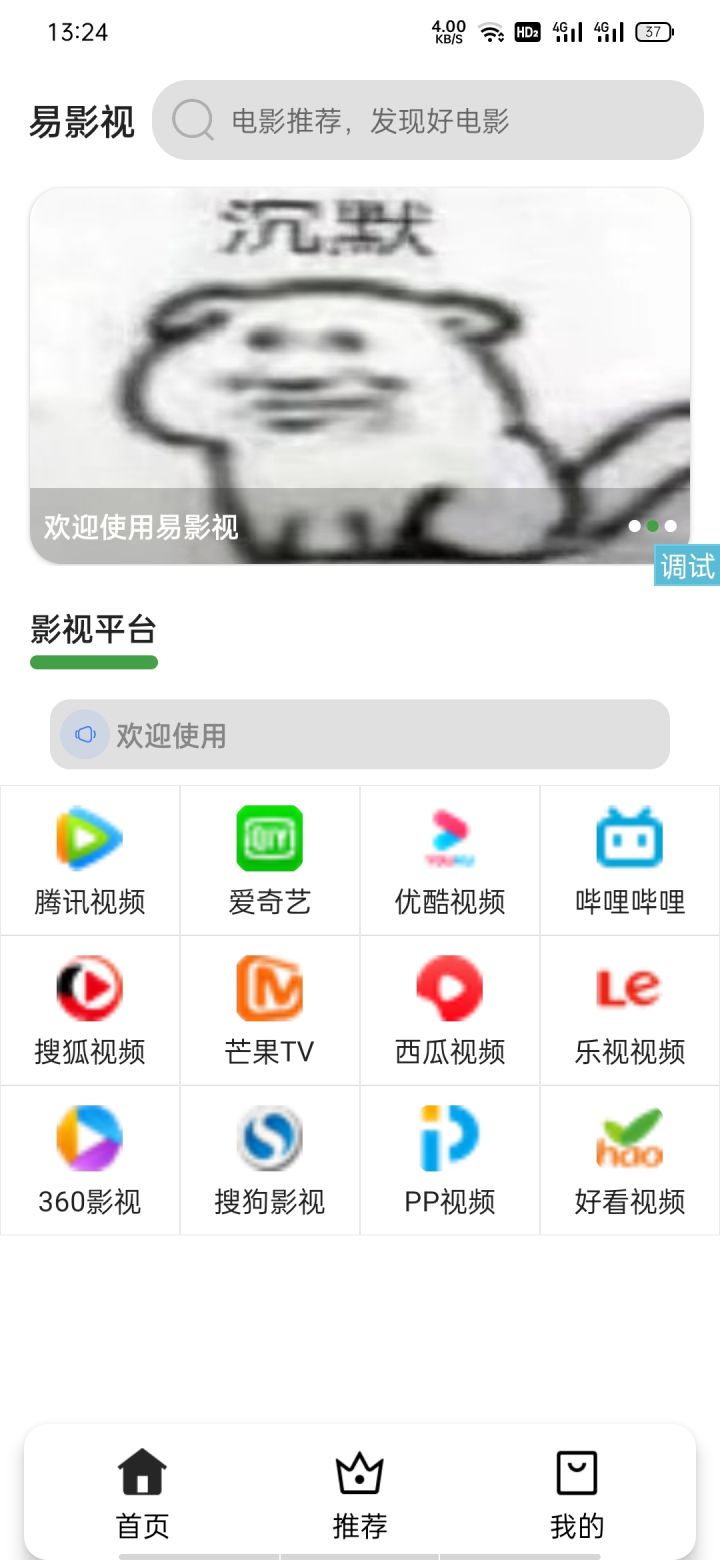 13:24
4.00
KB/S
HD2
4G
4G
37
易影视
电影推荐，发现好电影
沉默
欢迎使用易影视
调试
影视平台
欢迎使用
QIY
YOUKU
腾讯视频
爱奇艺
优酷视频
哔哩哔哩
Le
搜狐视频
芒果TV
西瓜视频
乐视视频
hao
360影视
搜狗影视
PP视频
好看视频
首页
推荐
我的